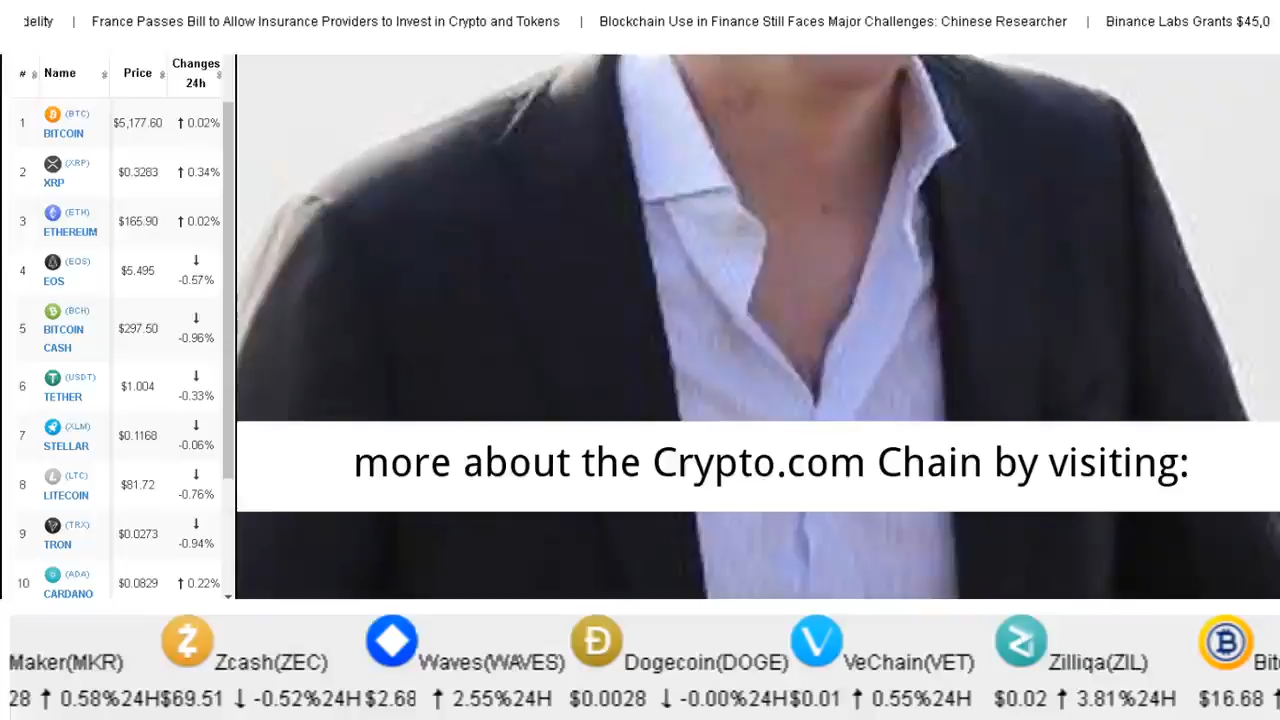 delity | France Passes Bill to Allow Insurance Providers to Invest in Crypto and Tokens | Blockchain Use in Finance Still Faces Major Challenges: Chinese Researcher | Binance Labs Grants $45,0
# Name Price Changes 24h
1 (BTC) BITCOIN $5,177.60 ↑ 0.02%
2 (XRP) XRP $0.3283 ↑ 0.34%
3 (ETH) ETHEREUM $165.90 ↑ 0.02%
4 (EOS) EOS $5.495 ↓ -0.57%
5 (BCH) BITCOIN CASH $297.50 ↓ -0.96%
6 (USDT) TETHER $1.004 ↓ -0.33%
7 (XLM) STELLAR $0.1168 ↓ -0.06%
8 (LTC) LITECOIN $81.72 ↓ -0.76%
9 (TRX) TRON $0.0273 ↓ -0.94%
10 (ADA) CARDANO $0.0829 ↑ 0.22%
more about the Crypto.com Chain by visiting:
Maker(MKR) Zcash(ZEC) Waves(WAVES) Dogecoin(DOGE) VeChain(VET) Zilliqa(ZIL) Bit
28 ↑ 0.58%24H$69.51 ↓ -0.52%24H$2.68 ↑ 2.55%24H $0.0028 ↓ -0.00%24H$0.01 ↑ 0.55%24H $0.02 ↑ 3.81%24H $16.68 ↑